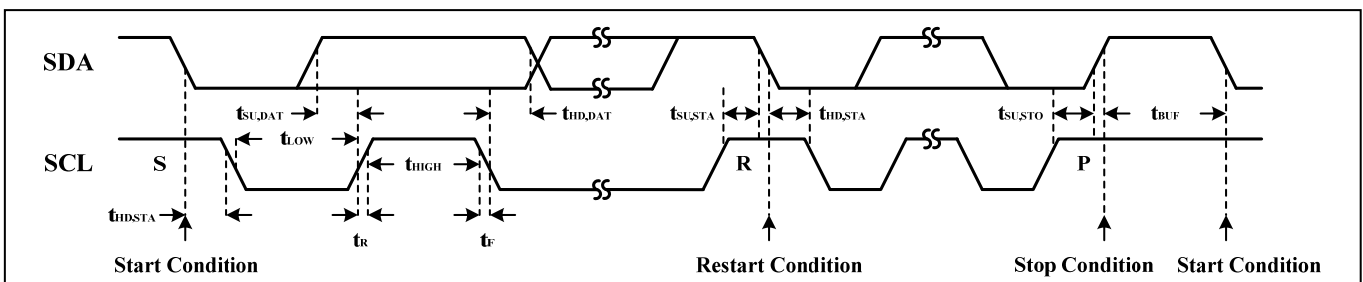 SDA
tSU,DAT
tHD,DAT
tSU,STA
tHD,STA
tSU,STO
tBUF
tLOW
SCL
S
tHIGH
R
P
tHD,STA
tR
tF
Start Condition
Restart Condition
Stop Condition
Start Condition